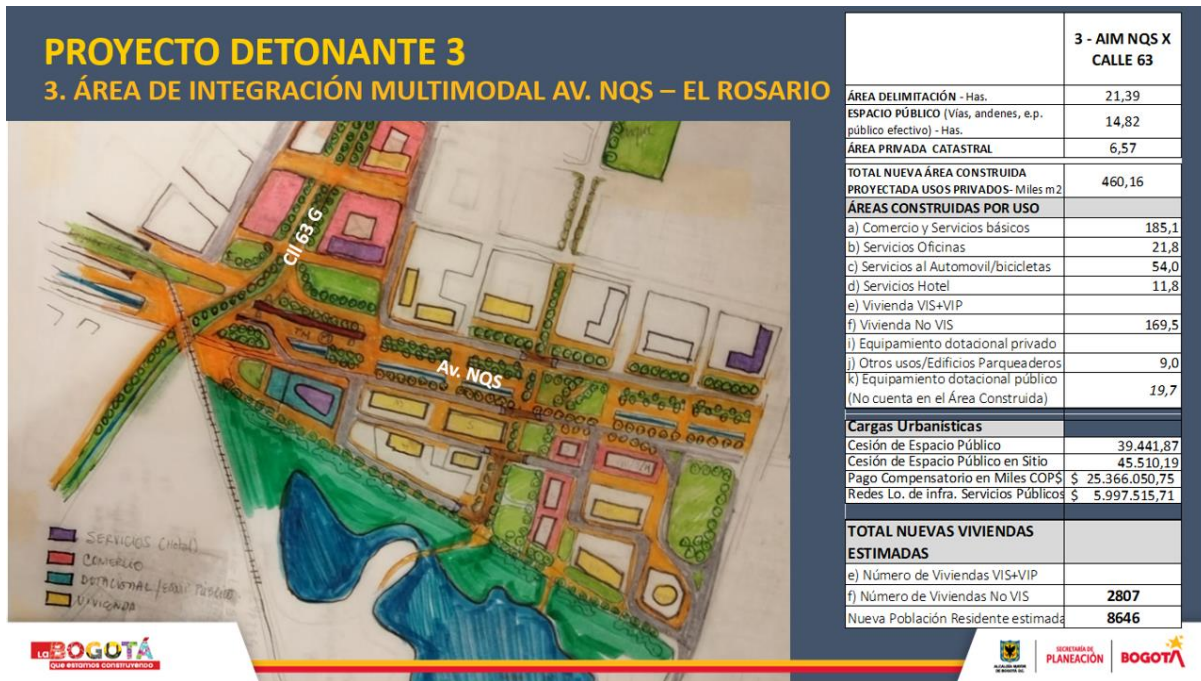 PROYECTO DETONANTE 3
3. ÁREA DE INTEGRACIÓN MULTIMODAL AV. NQS – EL ROSARIO
Cll 63 G
Av. NQS
SERVICIOS (Hotel)
COMERCIO
DOTACIONAL /
VIVIENDA
3 - AIM NQS X
CALLE 63
ÁREA DELIMITACIÓN - Has. 21,39
ESPACIO PÚBLICO (Vías, andenes, e.p.
público efectivo) - Has. 14,82
ÁREA PRIVADA CATASTRAL 6,57
TOTAL NUEVA ÁREA CONSTRUIDA
PROYECTADA USOS PRIVADOS- Miles m2 460,16
ÁREAS CONSTRUIDAS POR USO
a) Comercio y Servicios básicos 185,1
b) Servicios Oficinas 21,8
c) Servicios al Automovil/bicicletas 54,0
d) Servicios Hotel 11,8
e) Vivienda VIS+VIP
f) Vivienda No VIS 169,5
i) Equipamiento dotacional privado
j) Otros usos/Edificios Parqueaderos 9,0
k) Equipamiento dotacional público
(No cuenta en el Área Construida) 19,7
Cargas Urbanísticas
Cesión de Espacio Público 39.441,87
Cesión de Espacio Público en Sitio 45.510,19
Pago Compensatorio en Miles COP$ $ 25.366.050,75
Redes Lo. de infra. Servicios Públicos $ 5.997.515,71
TOTAL NUEVAS VIVIENDAS
ESTIMADAS
e) Número de Viviendas VIS+VIP
f) Número de Viviendas No VIS 2807
Nueva Población Residente estimada 8646
LA BOGOTÁ
que estamos construyendo
ALCALDÍA MAYOR
DE BOGOTÁ D.C.
SECRETARÍA DE
PLANEACIÓN
BOGOTÁ